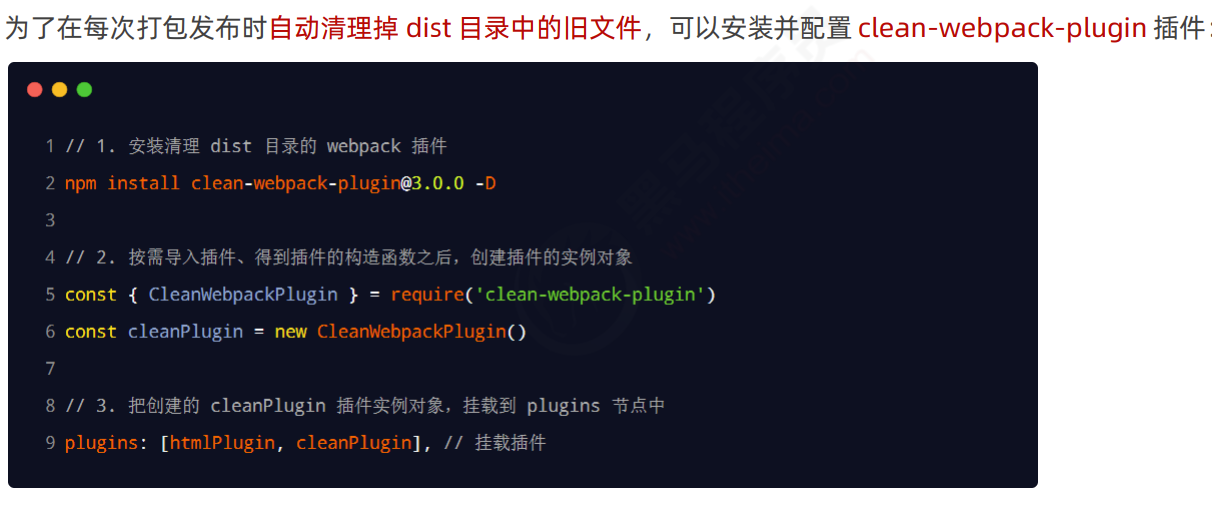 为了在每次打包发布时自动清理掉 dist 目录中的旧文件，可以安装并配置 clean-webpack-plugin 插件：
1 // 1. 安装清理 dist 目录的 webpack 插件
2 npm install clean-webpack-plugin@3.0.0 -D
3
4 // 2. 按需导入插件、得到插件的构造函数之后，创建插件的实例对象
5 const { CleanWebpackPlugin } = require('clean-webpack-plugin')
6 const cleanPlugin = new CleanWebpackPlugin()
7
8 // 3. 把创建的 cleanPlugin 插件实例对象，挂载到 plugins 节点中
9 plugins: [htmlPlugin, cleanPlugin], // 挂载插件